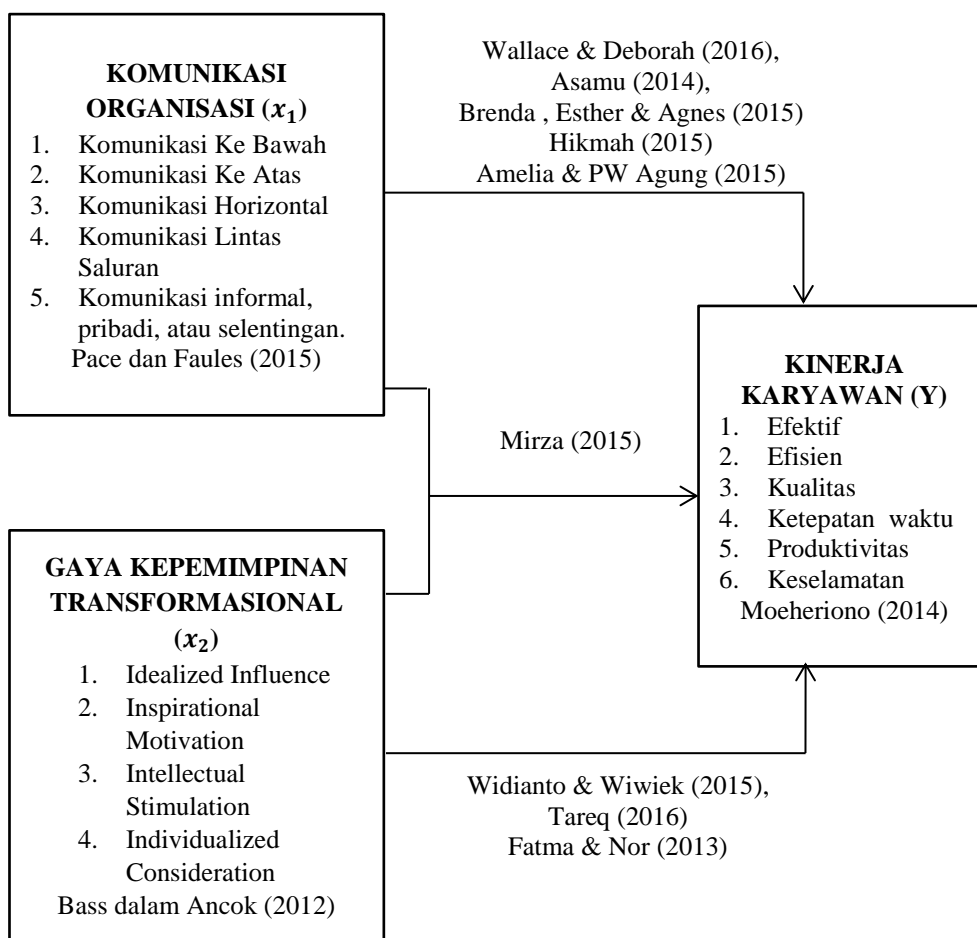 KOMUNIKASI
ORGANISASI (x₁)
1. Komunikasi Ke Bawah
2. Komunikasi Ke Atas
3. Komunikasi Horizontal
4. Komunikasi Lintas
Saluran
5. Komunikasi informal,
pribadi, atau selentingan.
Pace dan Faules (2015)
Wallace & Deborah (2016),
Asamu (2014),
Brenda , Esther & Agnes (2015)
Hikmah (2015)
Amelia & PW Agung (2015)
Mirza (2015)
KINERJA
KARYAWAN (Y)
1. Efektif
2. Efisien
3. Kualitas
4. Ketepatan waktu
5. Produktivitas
6. Keselamatan
Moeheriono (2014)
GAYA KEPEMIMPINAN
TRANSFORMASIONAL
(x₂)
1. Idealized Influence
2. Inspirational
Motivation
3. Intellectual
Stimulation
4. Individualized
Consideration
Bass dalam Ancok (2012)
Widianto & Wiwiek (2015),
Tareq (2016)
Fatma & Nor (2013)